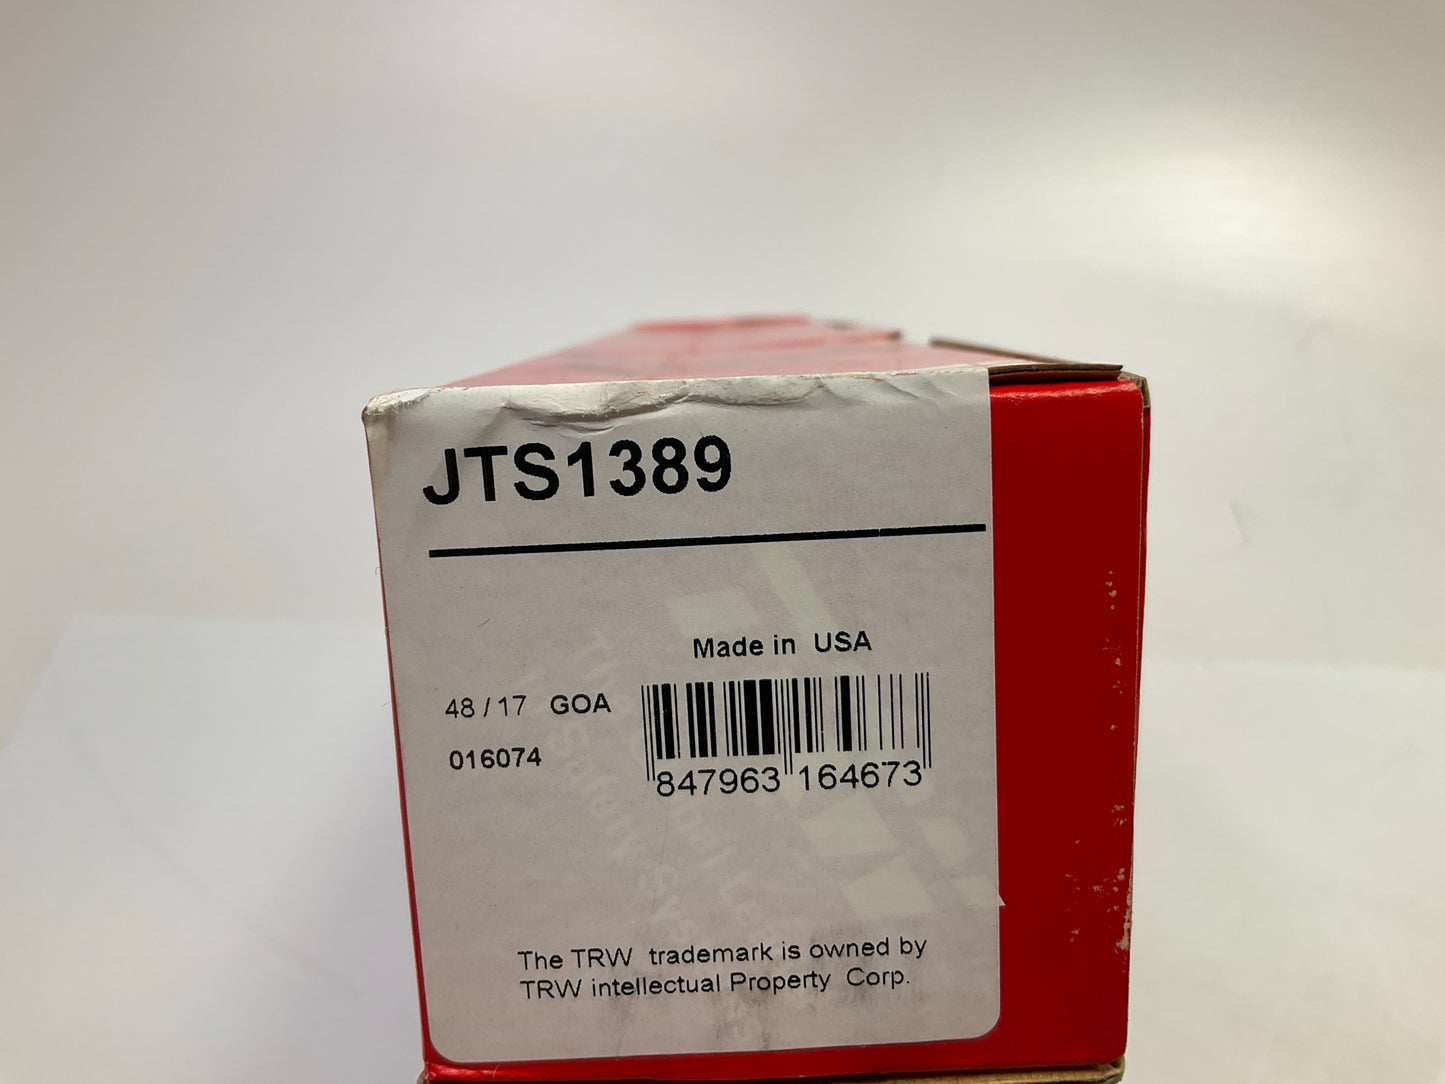 JTS1389
Made in USA
48 / 17 GOA
016074
847963 164673
The TRW trademark is owned by
TRW intellectual Property Corp.